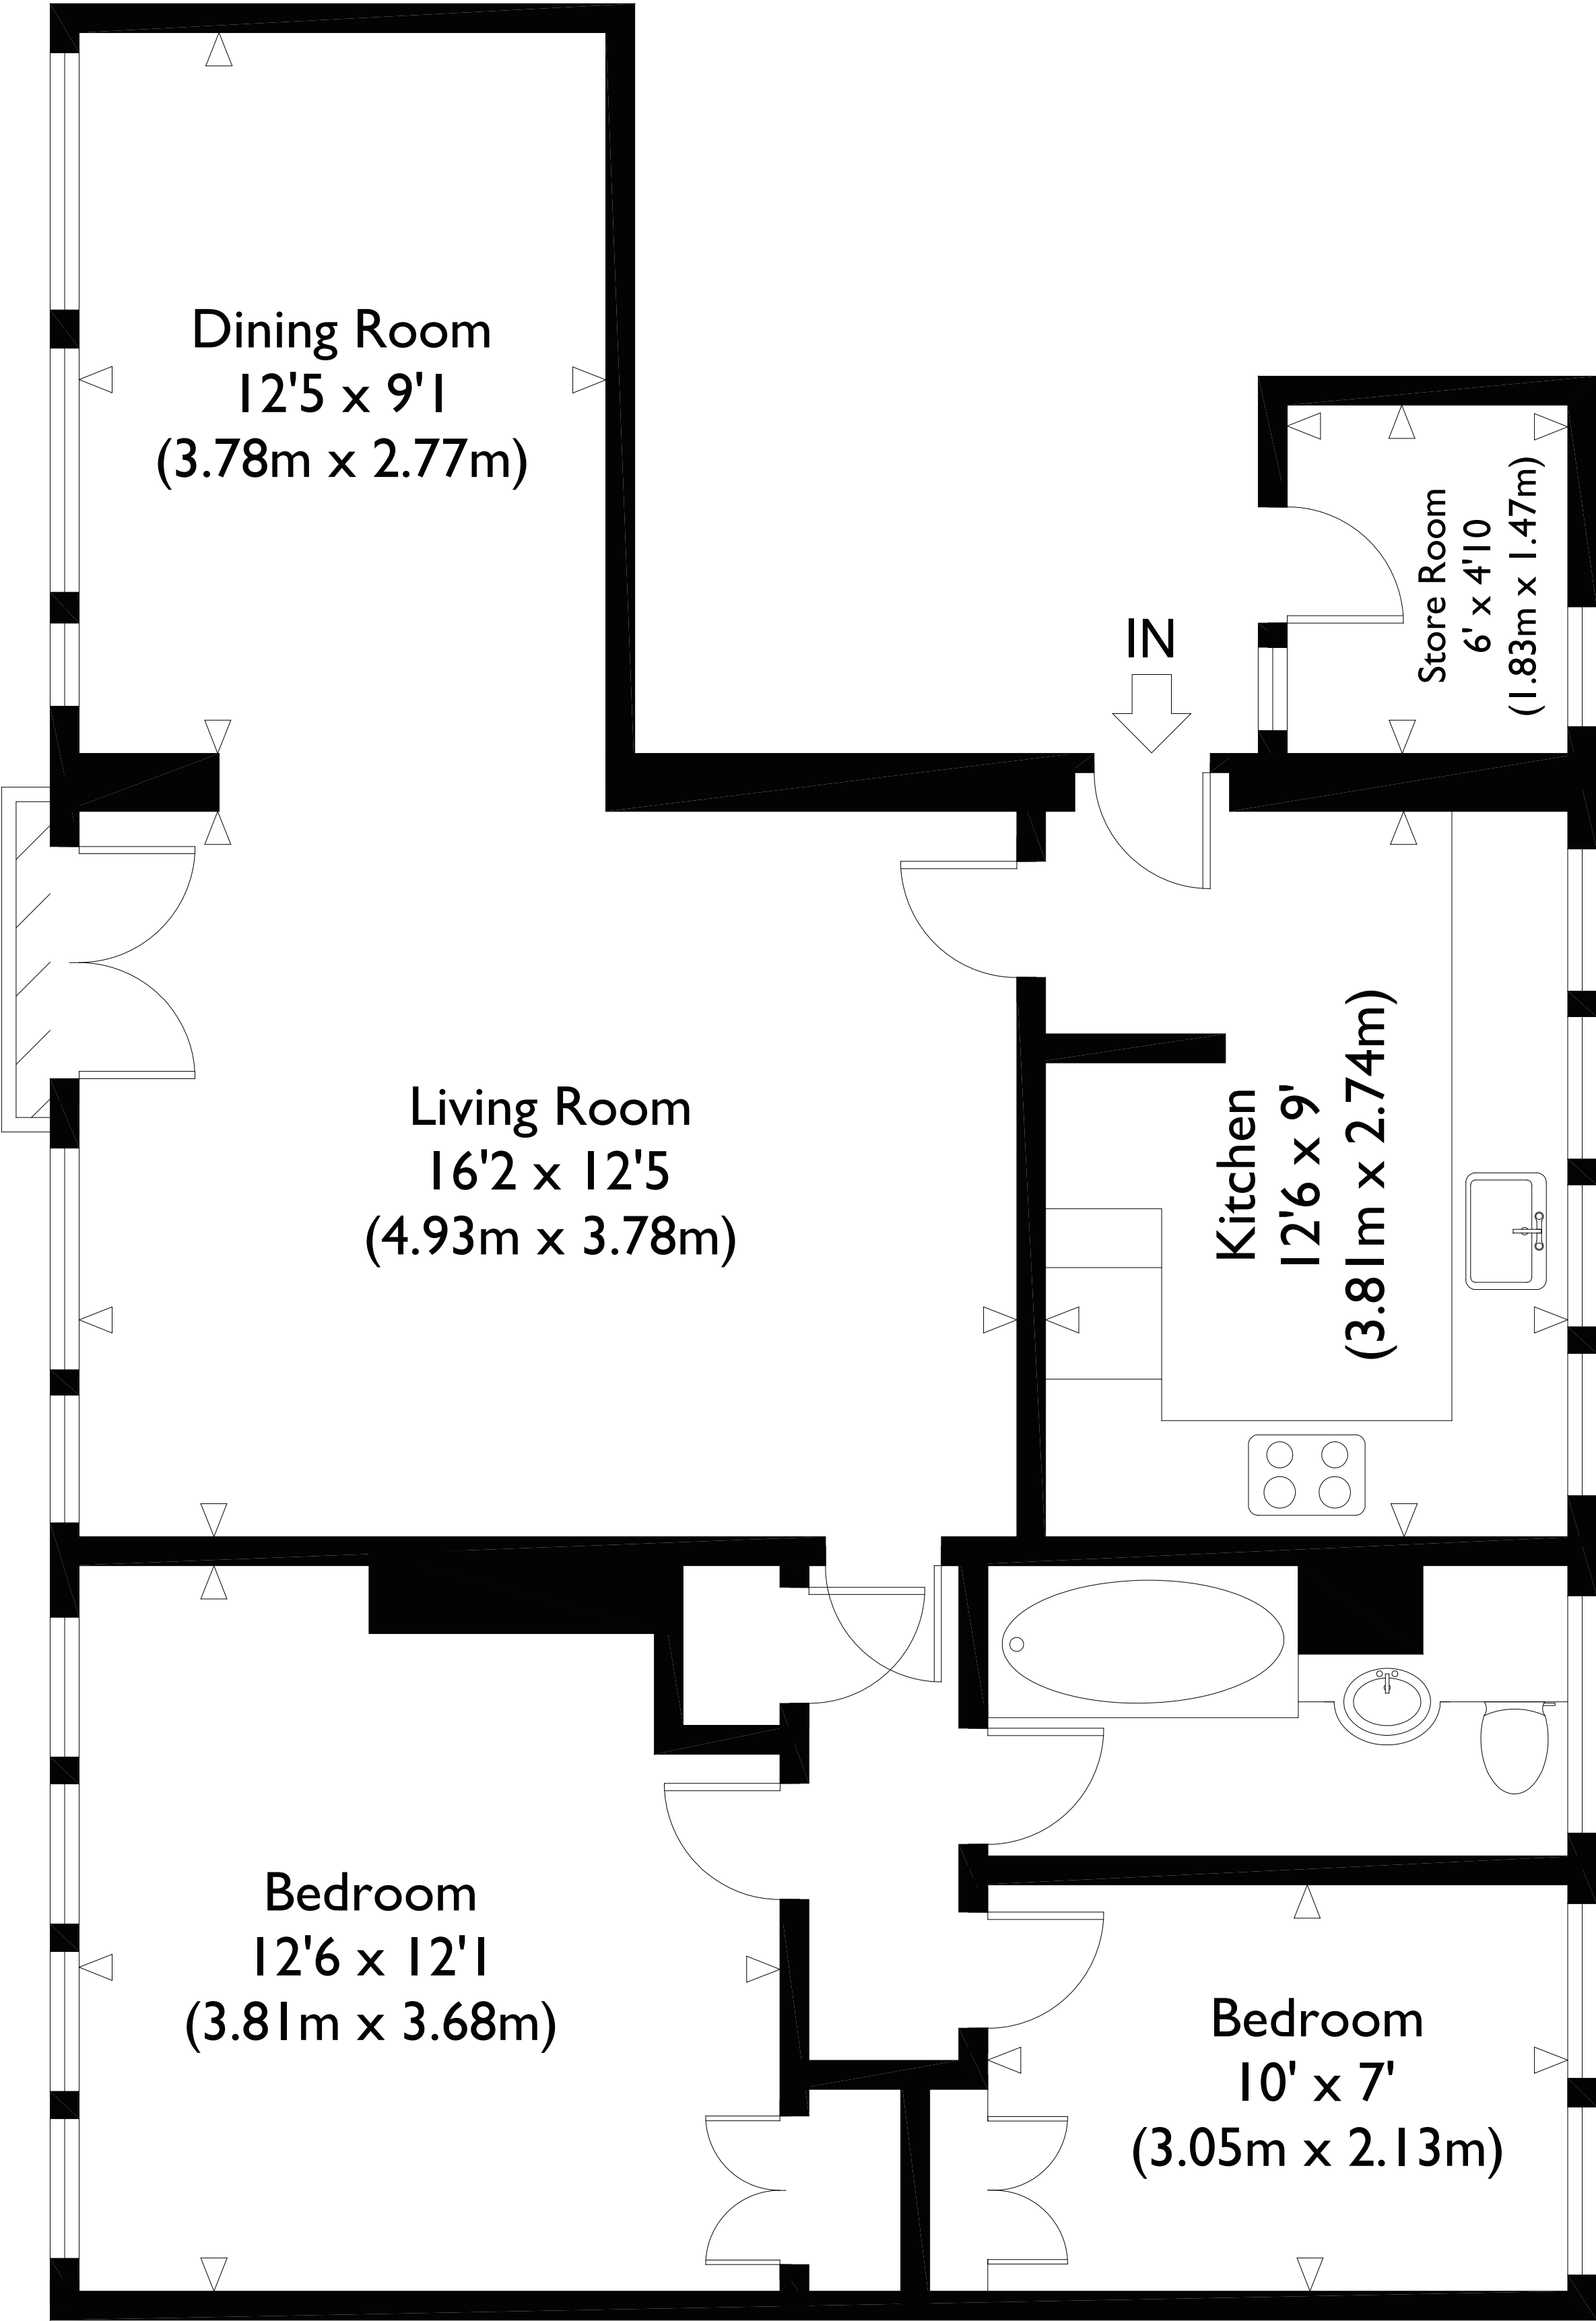 Dining Room
12'5 x 9'1
(3.78m x 2.77m)
Store Room
6' x 4'10
(1.83m x 1.47m)
IN
Living Room
16'2 x 12'5
(4.93m x 3.78m)
Kitchen
12'6 x 9'
(3.81m x 2.74m)
Bedroom
12'6 x 12'1
(3.81m x 3.68m)
Bedroom
10' x 7'
(3.05m x 2.13m)